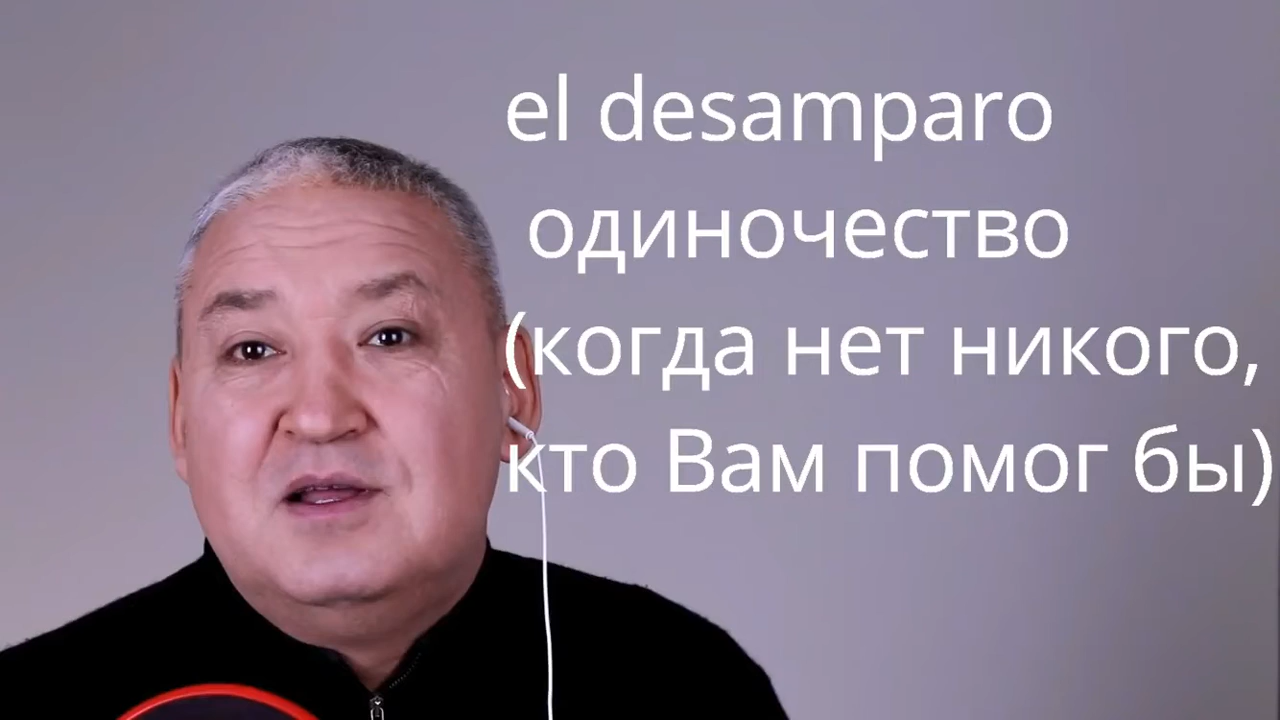 el desamparo
одиночество
(когда нет никого,
кто Вам помог бы)